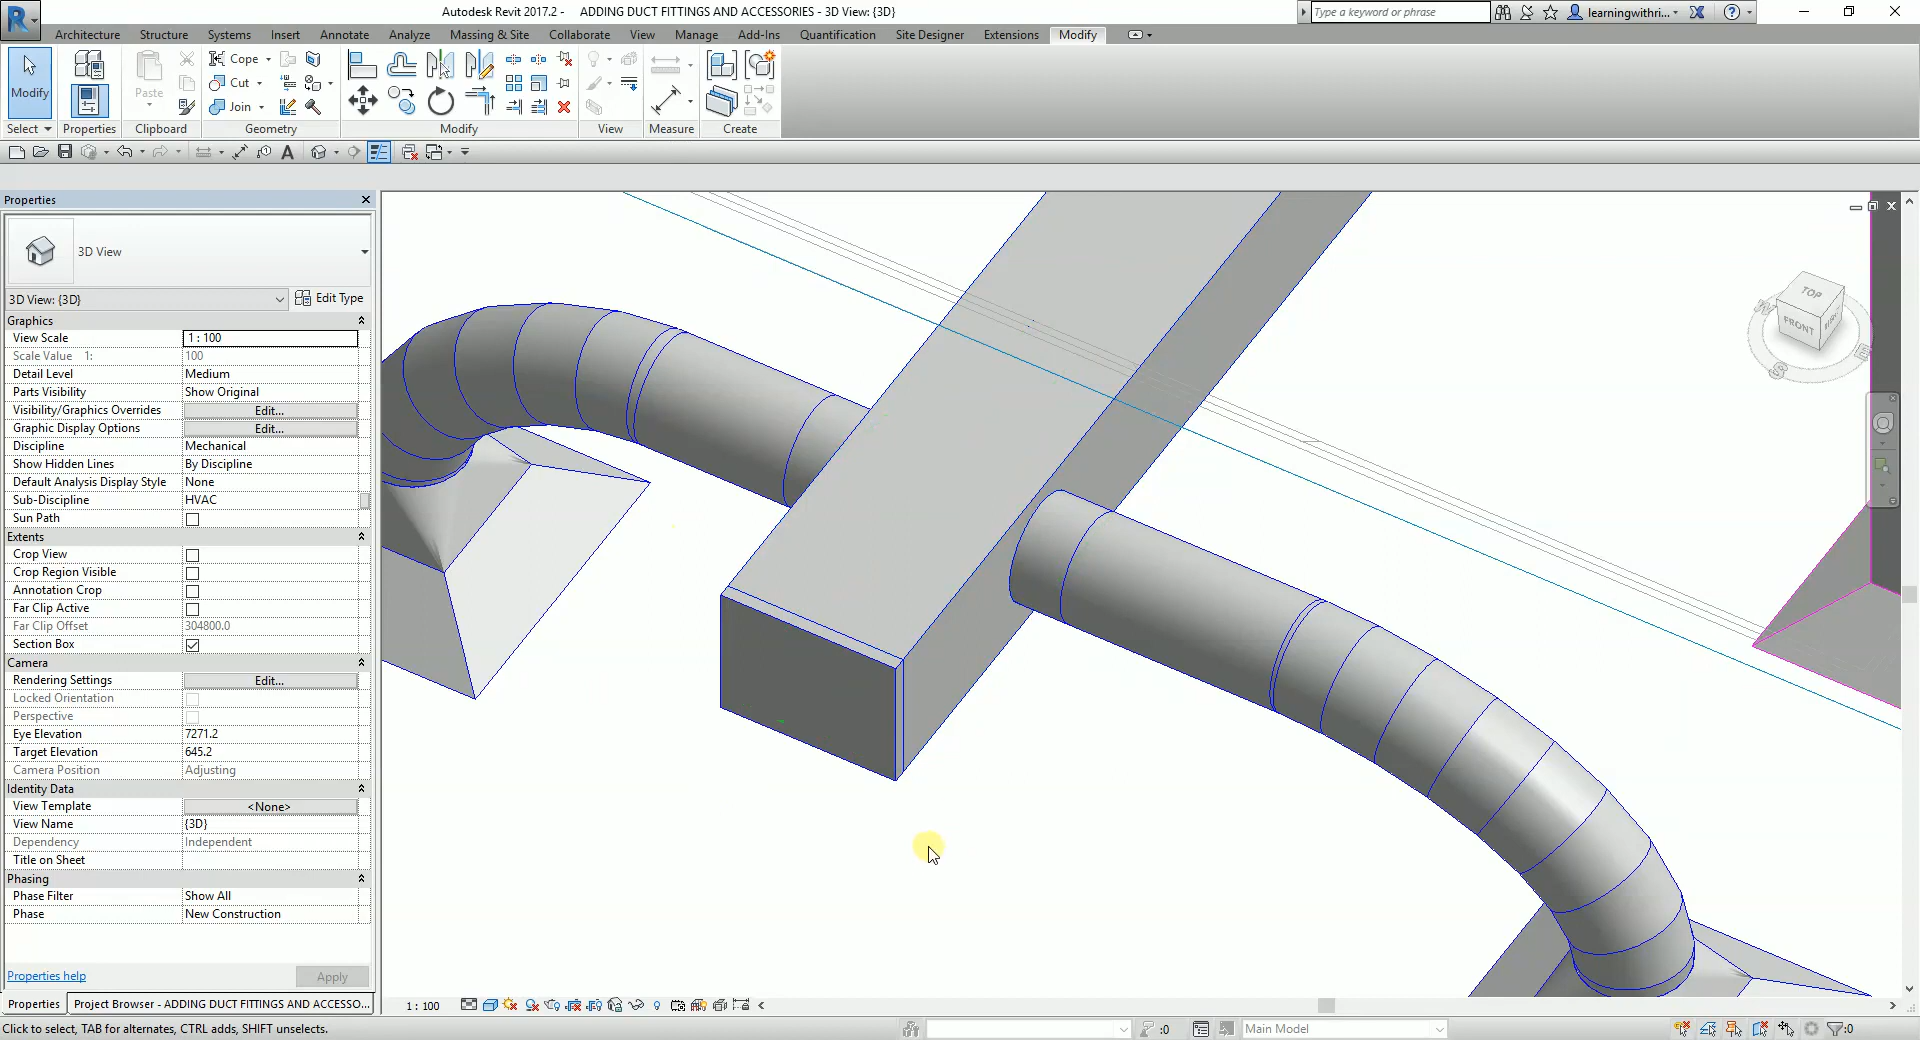 Autodesk Revit 2017.2 - ADDING DUCT FITTINGS AND ACCESSORIES - 3D View: {3D}
Type a keyword or phrase
learningwithri...
Architecture Structure Systems Insert Annotate Analyze Massing & Site Collaborate View Manage Add-Ins Quantification Site Designer Extensions Modify
Modify
Paste
Cope
Cut
Join
Select Properties Clipboard Geometry Modify View Measure Create
Properties
3D View
3D View: {3D} Edit Type
Graphics
View Scale 1 : 100
Scale Value 1: 100
Detail Level Medium
Parts Visibility Show Original
Visibility/Graphics Overrides Edit...
Graphic Display Options Edit...
Discipline Mechanical
Show Hidden Lines By Discipline
Default Analysis Display Style None
Sub-Discipline HVAC
Sun Path
Extents
Crop View
Crop Region Visible
Annotation Crop
Far Clip Active
Far Clip Offset 304800.0
Section Box
Camera
Rendering Settings Edit...
Locked Orientation
Perspective
Eye Elevation 7271.2
Target Elevation 645.2
Camera Position Adjusting
Identity Data
View Template <None>
View Name {3D}
Dependency Independent
Title on Sheet
Phasing
Phase Filter Show All
Phase New Construction
Properties help Apply
Properties Project Browser - ADDING DUCT FITTINGS AND ACCESSO...
TOP
FRONT
W
S
E
1 : 100
Click to select, TAB for alternates, CTRL adds, SHIFT unselects.
:0
Main Model
:0